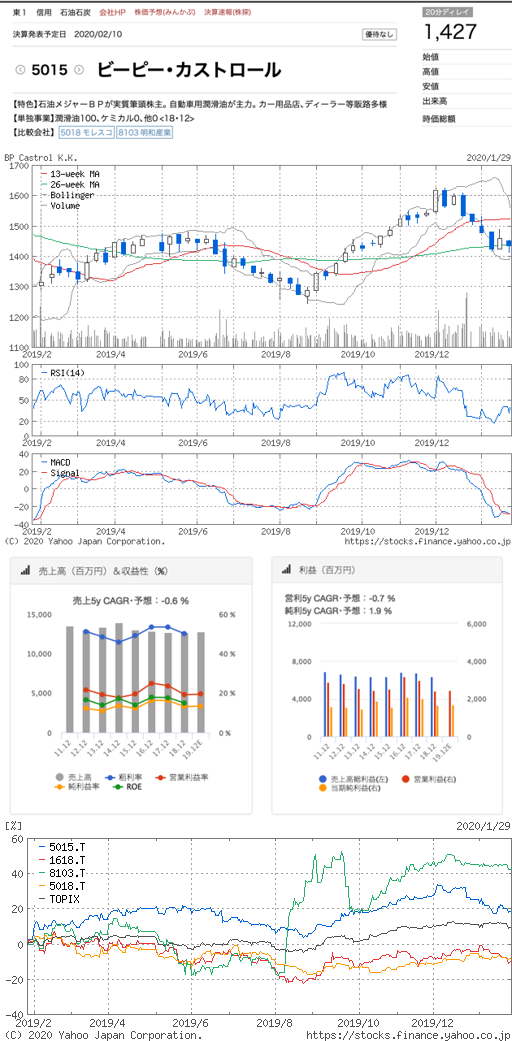 東1 信用 石油石炭 会社HP 株価予想(みんかぶ) 決算速報(株探)
20分ディレイ
1,427
決算発表予定日 2020/02/10
優待なし
5015
ビーピー・カストロール
始値
高値
安値
出来高
時価総額
【特色】石油メジャーBPが実質筆頭株主。自動車用潤滑油が主力。カー用品店、ディーラー等販路多様
【単独事業】潤滑油100、ケミカル0、他0<18・12>
【比較会社】 5018 モレスコ 8103 明和産業
BP Castrol K.K.
2020/1/29
13-week MA
26-week MA
Bollinger
Volume
1700
1600
1500
1400
1300
1200
1100
2019/2 2019/4 2019/6 2019/8 2019/10 2019/12
RSI(14)
100
80
50
20
0
2019/2 2019/4 2019/6 2019/8 2019/10 2019/12
MACD
Signal
40
20
0
-20
-40
2019/2 2019/4 2019/6 2019/8 2019/10 2019/12
(C) 2020 Yahoo Japan Corporation.
https://stocks.finance.yahoo.co.jp
売上高（百万円）＆収益性（%）
売上5y CAGR・予想：-0.6 %
15,000
10,000
5,000
0
60 %
40 %
20 %
0 %
11.12 12.12 13.12 14.12 15.12 16.12 17.12 18.12 19.12E
売上高 粗利率 営業利益率
純利益率 ROE
利益（百万円）
営利5y CAGR・予想：-0.7 %
純利5y CAGR・予想：1.9 %
12,000
8,000
4,000
0
6,000
4,000
2,000
0
11.12 12.12 13.12 14.12 15.12 16.12 17.12 18.12 19.12E
売上高総利益(左) 営業利益(右)
当期純利益(右)
[%]
2020/1/29
5015.T
1618.T
8103.T
5018.T
TOPIX
60
40
20
0
-20
-40
2019/2 2019/4 2019/6 2019/8 2019/10 2019/12
(C) 2020 Yahoo Japan Corporation.
https://stocks.finance.yahoo.co.jp